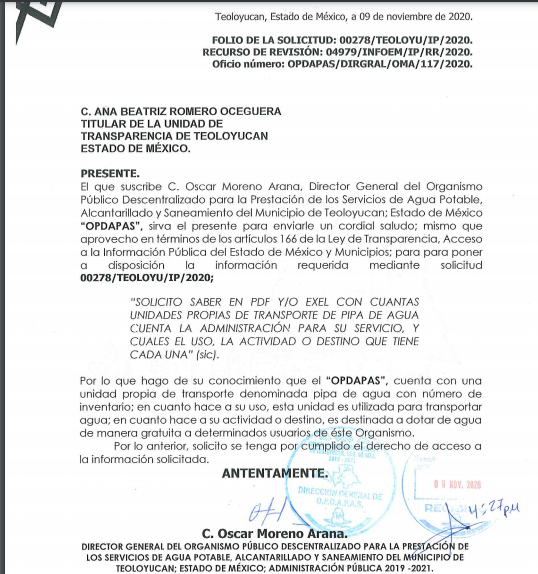 Teoloyucan, Estado de México, a 09 de noviembre de 2020.
FOLIO DE LA SOLICITUD: 00278/TEOLOYU/IP/2020.
RECURSO DE REVISIÓN: 04979/INFOEM/IP/RR/2020.
Oficio número: OPDAPAS/DIRGRAL/OMA/117/2020.
C. ANA BEATRIZ ROMERO OCEGUERA
TITULAR DE LA UNIDAD DE
TRANSPARENCIA DE TEOLOYUCAN
ESTADO DE MÉXICO.
PRESENTE.
El que suscribe C. Oscar Moreno Arana, Director General del Organismo
Público Descentralizado para la Prestación de los Servicios de Agua Potable,
Alcantarillado y Saneamiento del Municipio de Teoloyucan; Estado de México
"OPDAPAS", sirva el presente para enviarle un cordial saludo; mismo que
aprovecho en términos de los artículos 166 de la Ley de Transparencia, Acceso
a la Información Pública del Estado de México y Municipios; para para poner
a disposición la información requerida mediante solicitud
00278/TEOLOYU/IP/2020;
"SOLICITO SABER EN PDF Y/O EXEL CON CUANTAS
UNIDADES PROPIAS DE TRANSPORTE DE PIPA DE AGUA
CUENTA LA ADMINISTRACIÓN PARA SU SERVICIO, Y
CUALES EL USO, LA ACTIVIDAD O DESTINO QUE TIENE
CADA UNA" (sic).
Por lo que hago de su conocimiento que el "OPDAPAS", cuenta con una
unidad propia de transporte denominada pipa de agua con número de
inventario; en cuanto hace a su uso, esta unidad es utilizada para transportar
agua; en cuanto hace a su actividad o destino, es destinada a dotar de agua
de manera gratuita a determinados usuarios de éste Organismo.
Por lo anterior, solicito se tenga por cumplido el derecho de acceso a
la información solicitada.
ANTENTAMENTE.
DIRECCIÓN GENERAL DE
O.P.D.A.P.A.S.
09 NOV. 2020
4:27pm
C. Oscar Moreno Arana.
DIRECTOR GENERAL DEL ORGANISMO PÚBLICO DESCENTRALIZADO PARA LA PRESTACIÓN DE
LOS SERVICIOS DE AGUA POTABLE, ALCANTARILLADO Y SANEAMIENTO DEL MUNICIPIO DE
TEOLOYUCAN; ESTADO DE MÉXICO; ADMINISTRACIÓN PÚBLICA 2019 -2021.